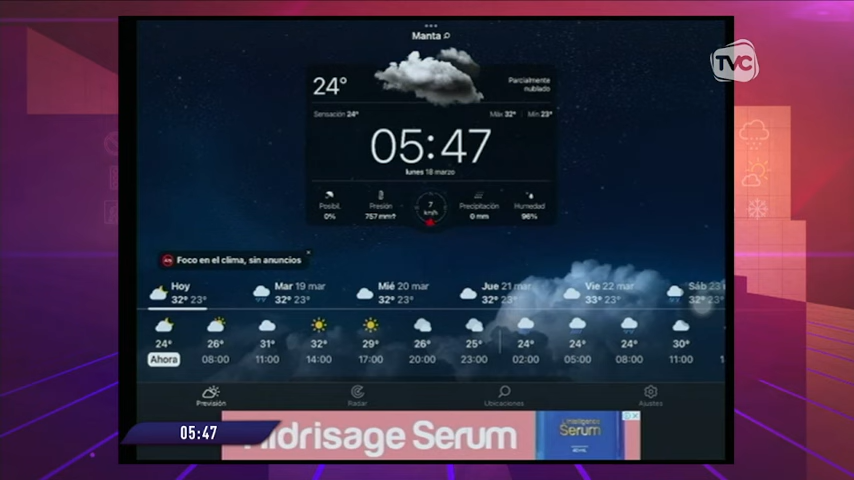 Manta
TVC
24°
Parcialmente
nublado
Sensación 24°
Máx 32° Mín 23°
05:47
lunes 18 marzo
Posibil.
0%
Presión
757 mm?
7
km/h
Precipitación
0 mm
Humedad
96%
Foco en el clima, sin anuncios
Hoy
32° 23°
Mar 19 mar
32° 23°
Mié 20 mar
32° 23°
Jue 21 mar
32° 23°
Vie 22 mar
33° 23°
Sáb 23
32° 23°
24° 26° 31° 32° 29° 26° 25° 24° 24° 24° 30°
Ahora 08:00 11:00 14:00 17:00 20:00 23:00 02:00 05:00 08:00 11:00
Previsión Radar Ubicaciones Ajustes
05:47
Hidrisage Serum
Serum